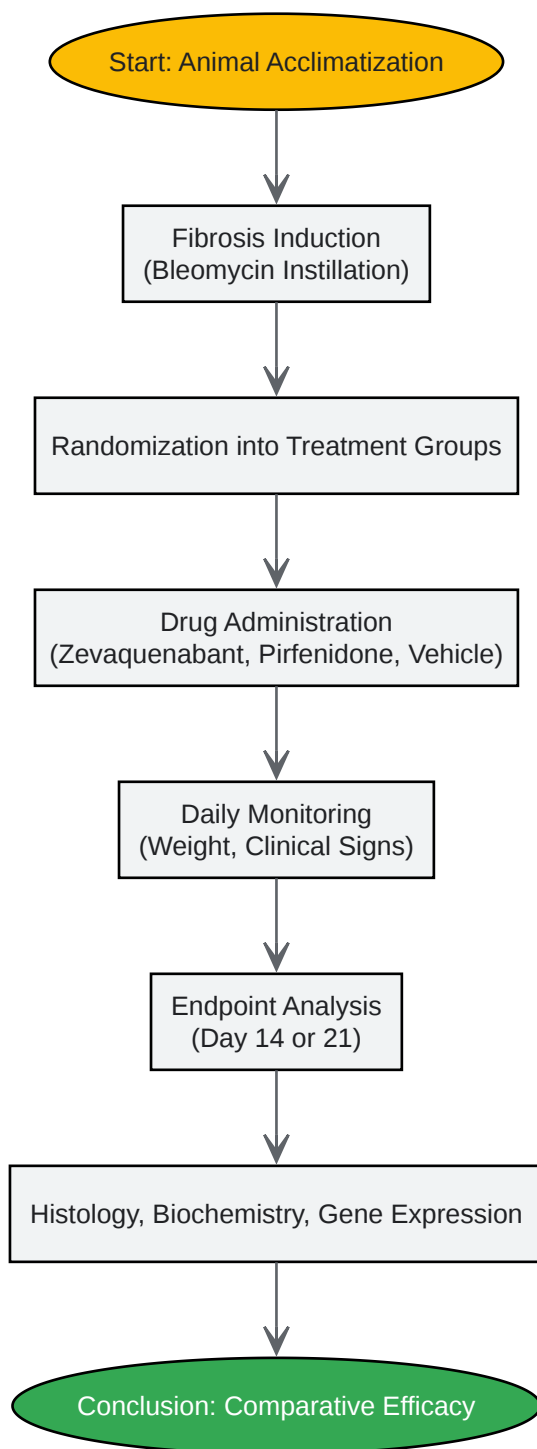 Start: Animal Acclimatization
Fibrosis Induction
(Bleomycin Instillation)
Randomization into Treatment Groups
Drug Administration
(Zevaquenabant, Pirfenidone, Vehicle)
Daily Monitoring
(Weight, Clinical Signs)
Endpoint Analysis
(Day 14 or 21)
Histology, Biochemistry, Gene Expression
Conclusion: Comparative Efficacy